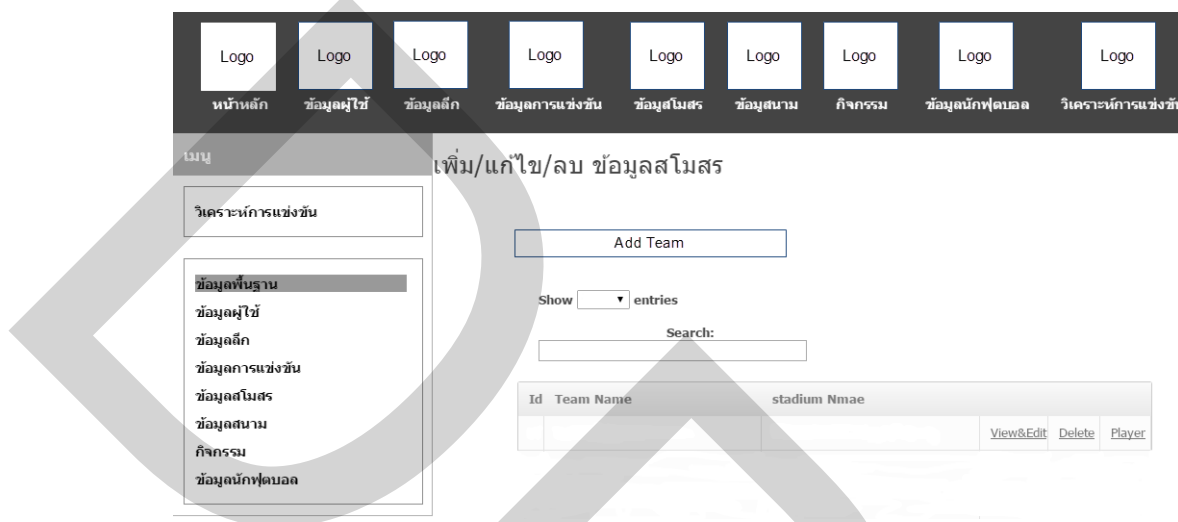 Logo Logo Logo Logo Logo Logo Logo Logo Logo
หน้าหลัก ข้อมูลผู้ใช้ ข้อมูลลีก ข้อมูลการแข่งขัน ข้อมูสโมสร ข้อมูสนาม กิจกรรม ข้อมูลนักฟุตบอล วิเคราะห์การแข่งขัน
เมนู
เพิ่ม/แก้ไข/ลบ ข้อมูลสโมสร
วิเคราะห์การแข่งขัน
Add Team
ข้อมูลพื้นฐาน
ข้อมูลผู้ใช้
ข้อมูลลีก
ข้อมูลการแข่งขัน
ข้อมูลสโมสร
ข้อมูลสนาม
กิจกรรม
ข้อมูลนักฟุตบอล
Show entries
Search:
Id Team Name stadium Nmae
View&Edit Delete Player